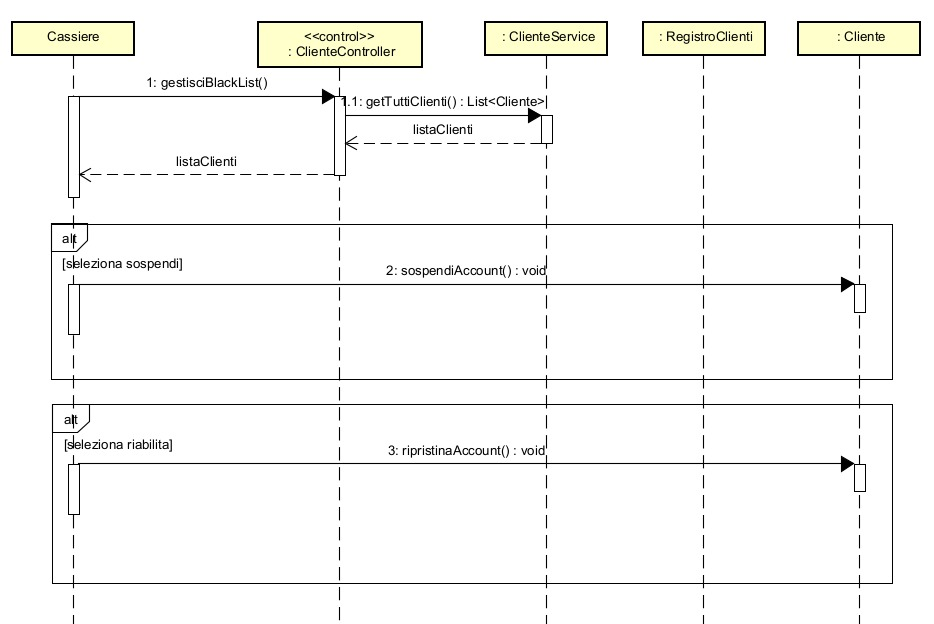 Cassiere
<<control>>
: ClienteController
: ClienteService
: RegistroClienti
: Cliente
1: gestisciBlackList()
1.1: getTuttiClienti() : List<Cliente>
listaClienti
listaClienti
alt
[seleziona sospendi]
2: sospendiAccount() : void
alt
[seleziona riabilita]
3: ripristinaAccount() : void